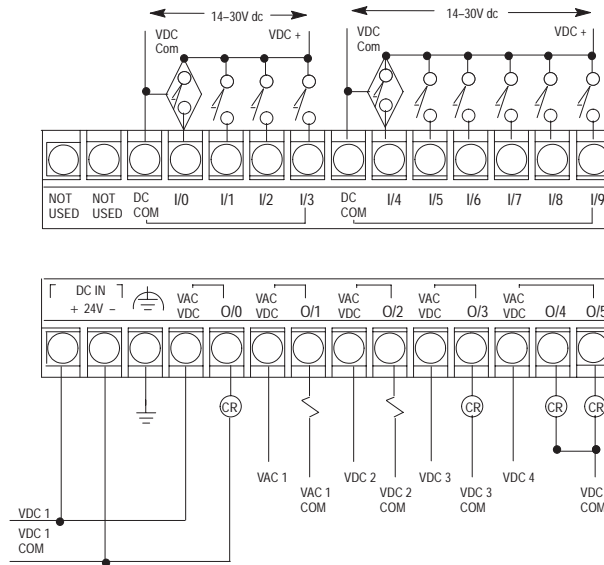 14–30V dc
14–30V dc
VDC
Com
VDC +
VDC
Com
VDC +
NOT
USED
NOT
USED
DC
COM
I/0
I/1
I/2
I/3
DC
COM
I/4
I/5
I/6
I/7
I/8
I/9
DC IN
+ 24V –
VAC
VDC
O/0
VAC
VDC
O/1
VAC
VDC
O/2
VAC
VDC
O/3
VAC
VDC
O/4
O/5
CR
CR
CR
CR
VAC 1
VAC 1
COM
VDC 2
VDC 2
COM
VDC 3
VDC 3
COM
VDC 4
VDC
COM
VDC 1
VDC 1
COM